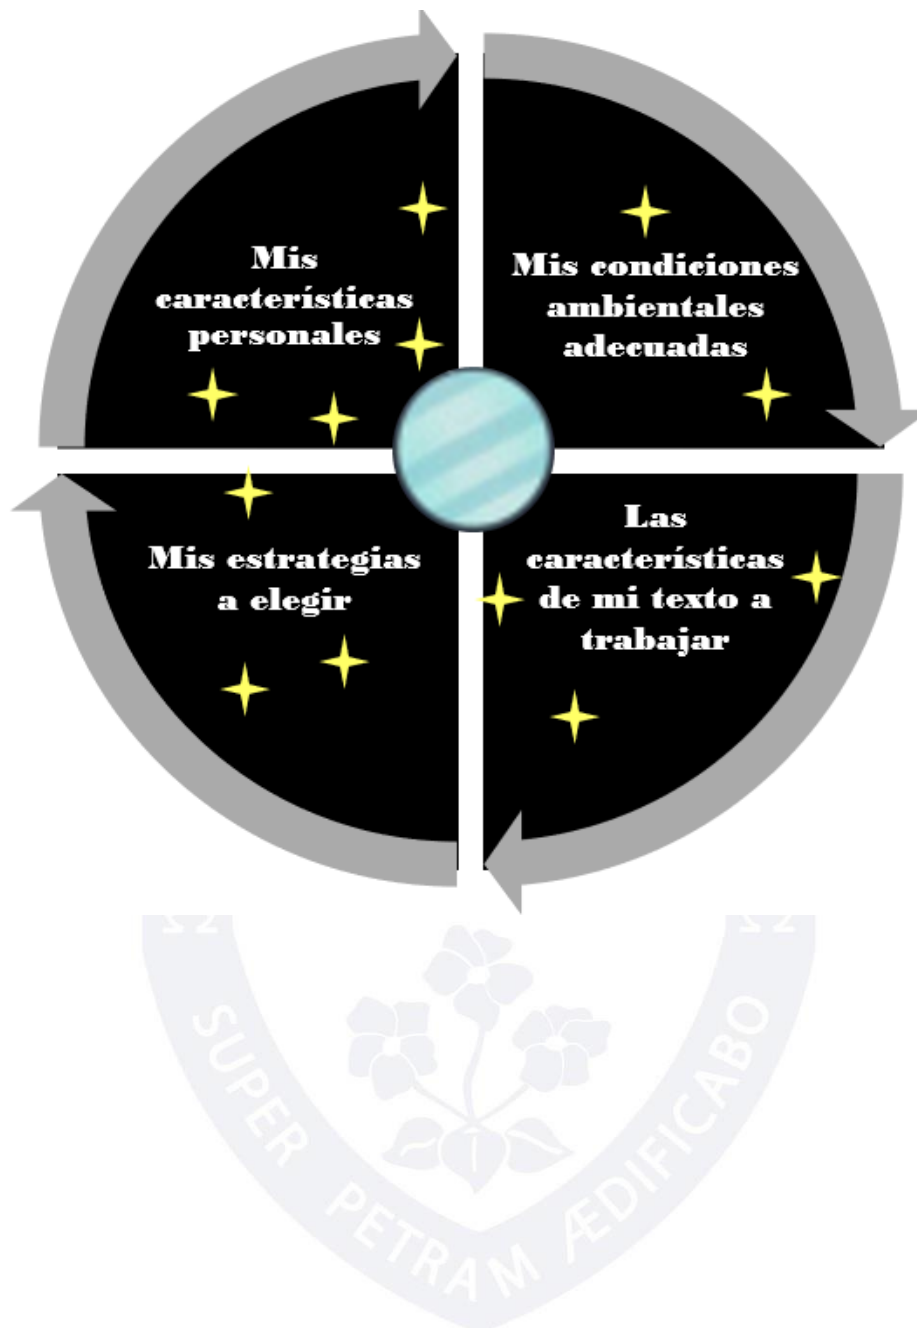 Mis
características
personales
Mis condiciones
ambientales
adecuadas
Mis estrategias
a elegir
Las
características
de mi texto a
trabajar
SUPER PETRAM ÆDIFICABO